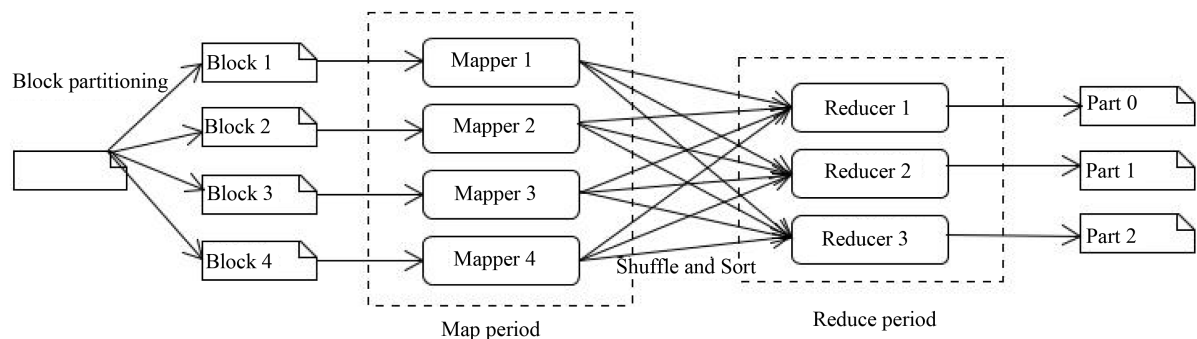 Block partitioning
Block 1
Block 2
Block 3
Block 4
Mapper 1
Mapper 2
Mapper 3
Mapper 4
Map period
Shuffle and Sort
Reducer 1
Reducer 2
Reducer 3
Reduce period
Part 0
Part 1
Part 2